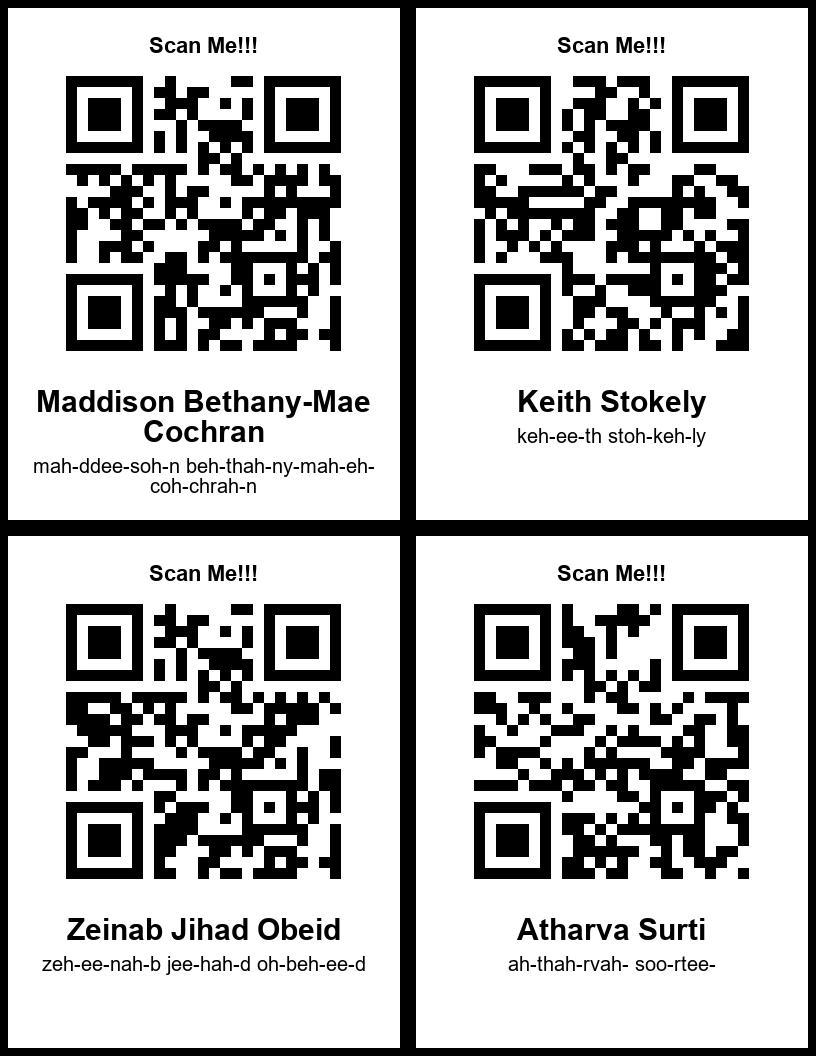 Scan Me!!!
Maddison Bethany-Mae
Cochran
mah-ddee-soh-n beh-thah-ny-mah-eh-
coh-chrah-n
Scan Me!!!
Keith Stokely
keh-ee-th stoh-keh-ly
Scan Me!!!
Zeinab Jihad Obeid
zeh-ee-nah-b jee-hah-d oh-beh-ee-d
Scan Me!!!
Atharva Surti
ah-thah-rvah- soo-rtee-